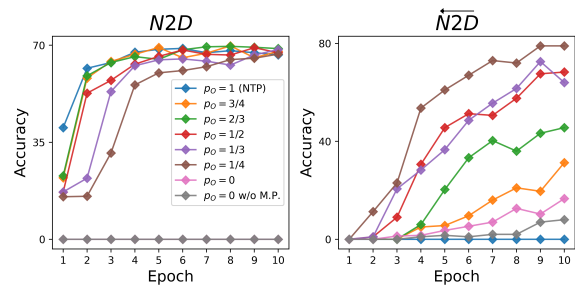 N2D
70
35
0
Accuracy
1 2 3 4 5 6 7 8 9 10
Epoch
p_O = 1 (NTP)
p_O = 3/4
p_O = 2/3
p_O = 1/2
p_O = 1/3
p_O = 1/4
p_O = 0
p_O = 0 w/o M.P.
←N2D
80
40
0
Accuracy
1 2 3 4 5 6 7 8 9 10
Epoch